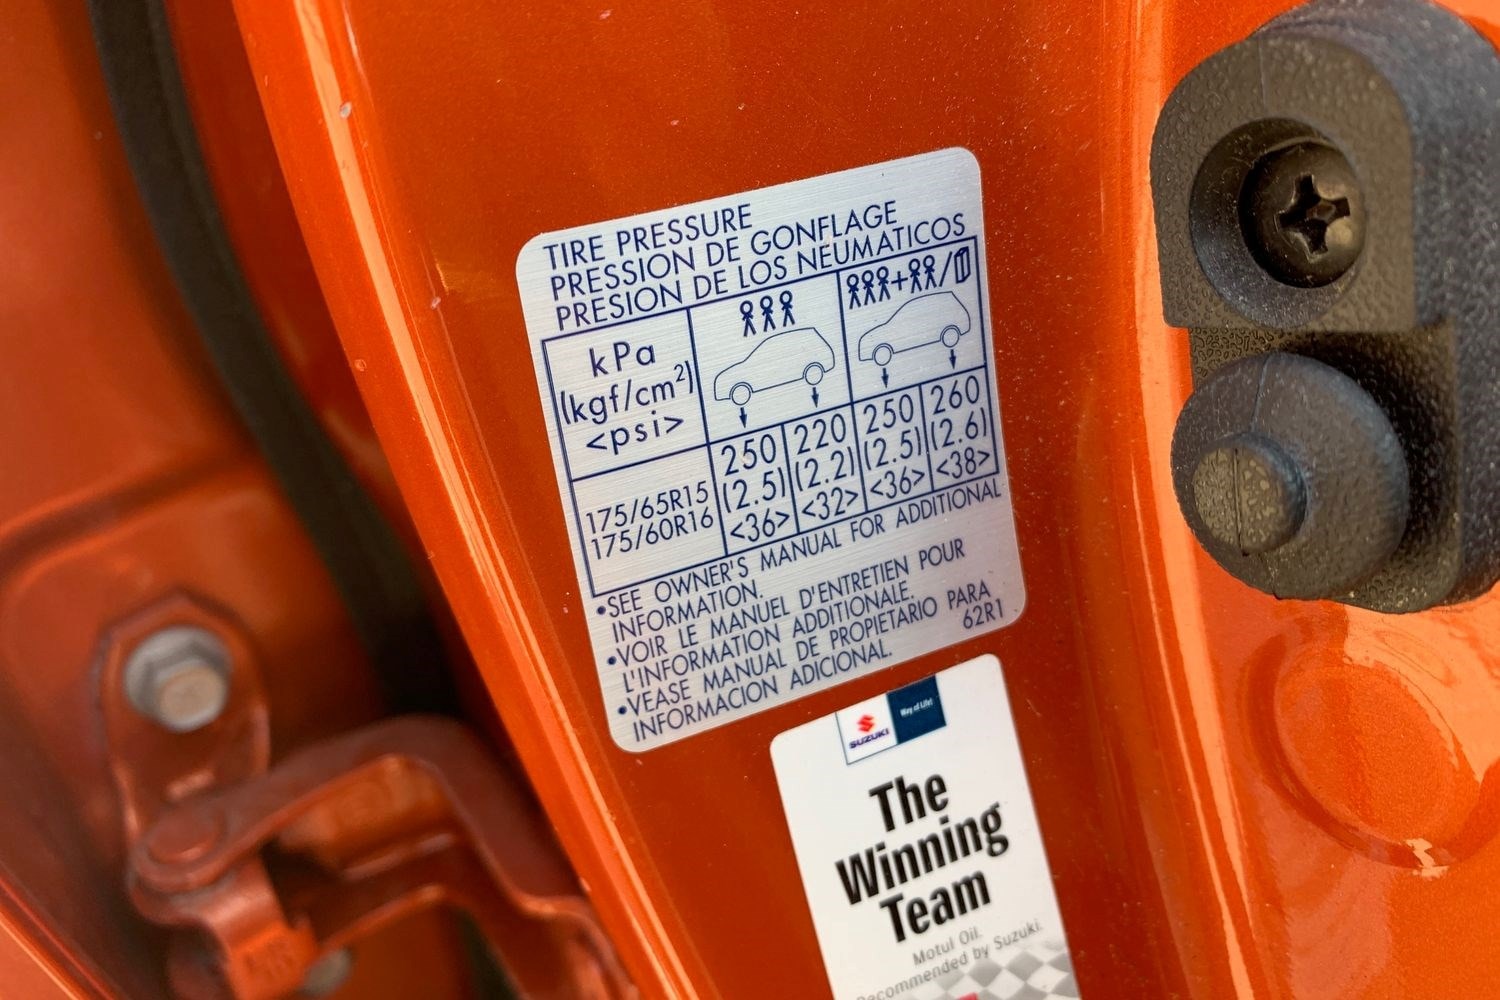 TIRE PRESSURE
PRESSION DE GONFLAGE
PRESION DE LOS NEUMATICOS
kPa
(kgf/cm²)
<psi>
175/65R15
175/60R16
250 220 250 260
(2.5) (2.2) (2.5) (2.6)
<36> <32> <36> <38>
•SEE OWNER'S MANUAL FOR ADDITIONAL
INFORMATION.
•VOIR LE MANUEL D'ENTRETIEN POUR
L'INFORMATION ADDITIONALE.
•VEASE MANUAL DE PROPIETARIO PARA
INFORMACION ADICIONAL.
62R1
SUZUKI
Way of Life!
The
Winning
Team
Motul Oil.
Recommended by Suzuki.